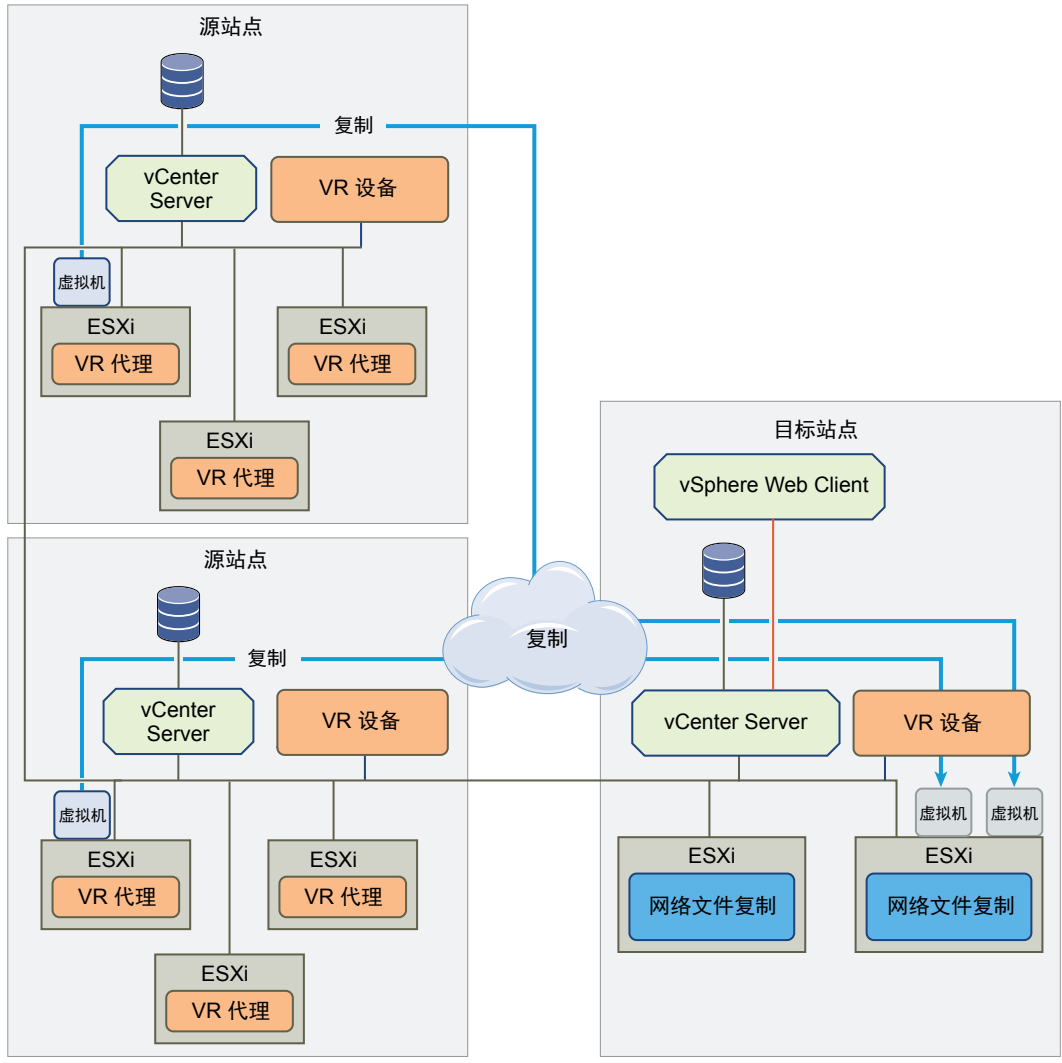 源站点
复制
vCenter
Server
VR 设备
虚拟机
ESXi
VR 代理
ESXi
VR 代理
ESXi
VR 代理
源站点
复制
vCenter
Server
VR 设备
虚拟机
ESXi
VR 代理
ESXi
VR 代理
ESXi
VR 代理
复制
目标站点
vSphere Web Client
vCenter Server
VR 设备
虚拟机
虚拟机
ESXi
网络文件复制
ESXi
网络文件复制